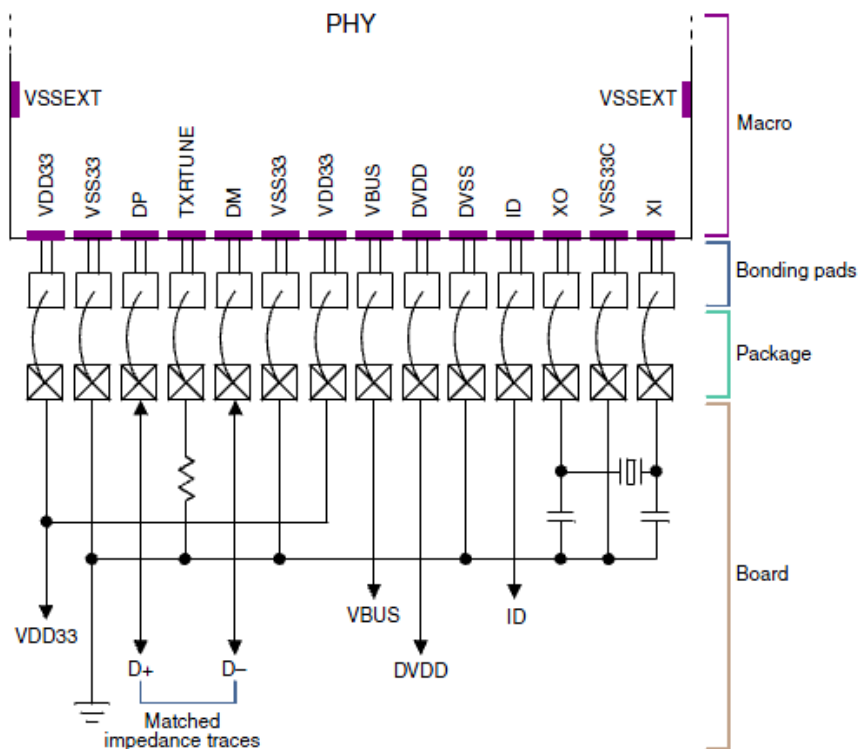 PHY
VSSEXT
VSSEXT
Macro
VDD33
VSS33
DP
TXRTUNE
DM
VSS33
VDD33
VBUS
DVDD
DVSS
ID
XO
VSS33C
XI
Bonding pads
Package
Board
VBUS
ID
VDD33
D+
D–
DVDD
Matched
impedance traces